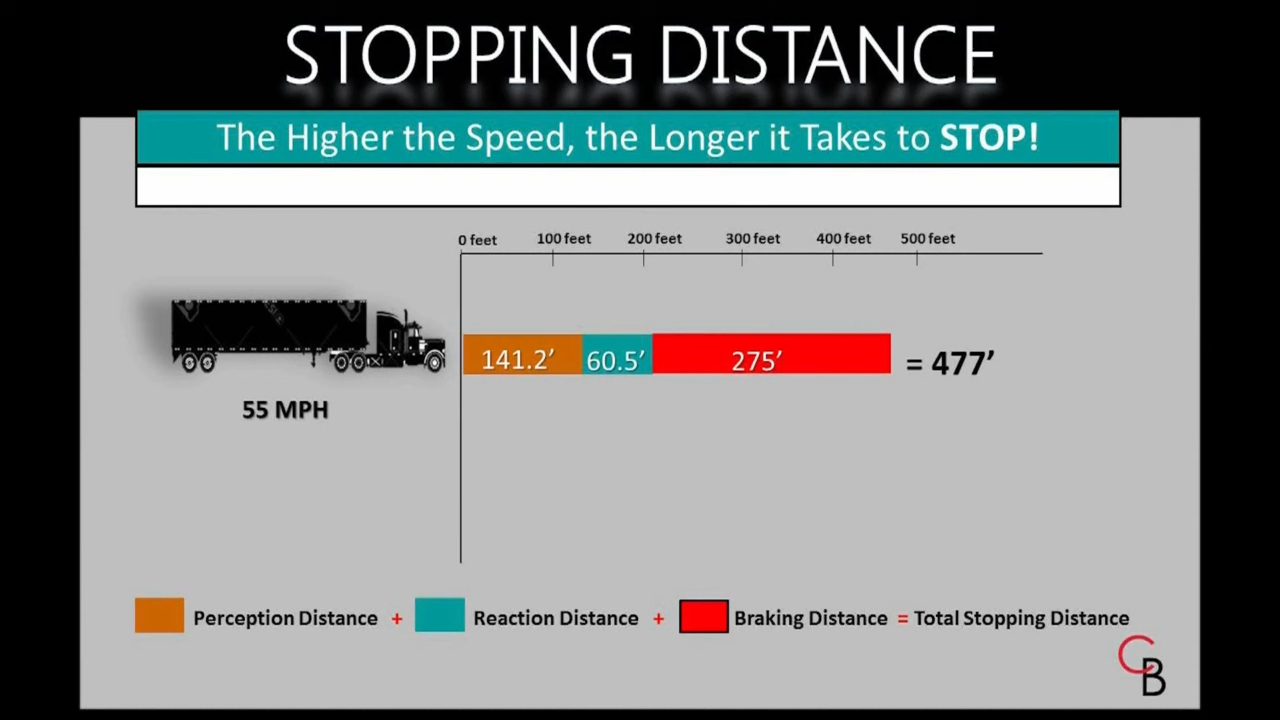 STOPPING DISTANCE
The Higher the Speed, the Longer it Takes to STOP!
0 feet 100 feet 200 feet 300 feet 400 feet 500 feet
141.2’ 60.5’ 275’ = 477’
55 MPH
Perception Distance + Reaction Distance + Braking Distance = Total Stopping Distance
CB